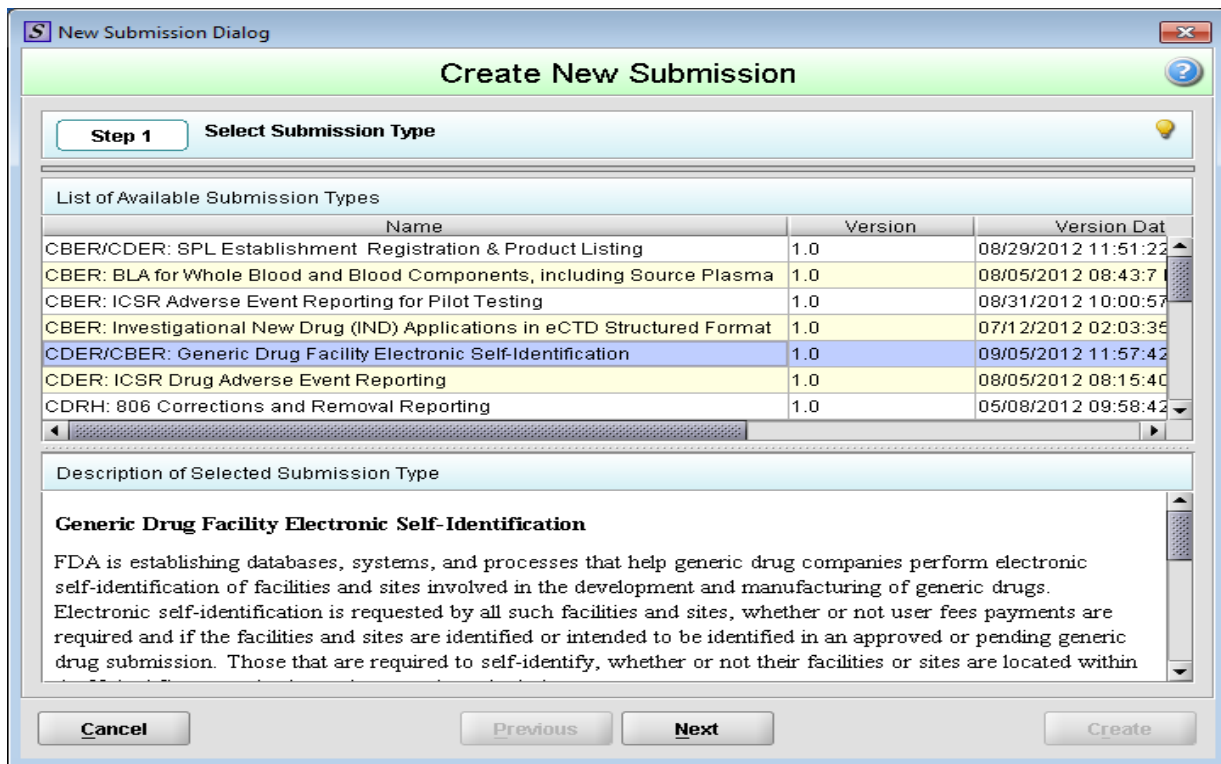 S New Submission Dialog
Create New Submission
?
Step 1 Select Submission Type
List of Available Submission Types
Name Version Version Dat
CBER/CDER: SPL Establishment Registration & Product Listing 1.0 08/29/2012 11:51:22
CBER: BLA for Whole Blood and Blood Components, including Source Plasma 1.0 08/05/2012 08:43:7
CBER: ICSR Adverse Event Reporting for Pilot Testing 1.0 08/31/2012 10:00:57
CBER: Investigational New Drug (IND) Applications in eCTD Structured Format 1.0 07/12/2012 02:03:35
CDER/CBER: Generic Drug Facility Electronic Self-Identification 1.0 09/05/2012 11:57:42
CDER: ICSR Drug Adverse Event Reporting 1.0 08/05/2012 08:15:40
CDRH: 806 Corrections and Removal Reporting 1.0 05/08/2012 09:58:42
Description of Selected Submission Type
Generic Drug Facility Electronic Self-Identification
FDA is establishing databases, systems, and processes that help generic drug companies perform electronic
self-identification of facilities and sites involved in the development and manufacturing of generic drugs.
Electronic self-identification is requested by all such facilities and sites, whether or not user fees payments are
required and if the facilities and sites are identified or intended to be identified in an approved or pending generic
drug submission. Those that are required to self-identify, whether or not their facilities or sites are located within
Cancel Previous Next Create